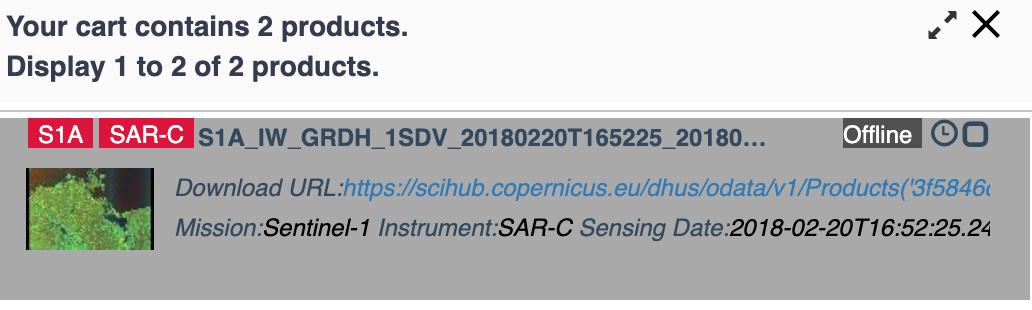 Your cart contains 2 products.
Display 1 to 2 of 2 products.
S1A SAR-C S1A_IW_GRDH_1SDV_20180220T165225_20180... Offline
Download URL:https://scihub.copernicus.eu/dhus/odata/v1/Products('3f5846
Mission:Sentinel-1 Instrument:SAR-C Sensing Date:2018-02-20T16:52:25.24